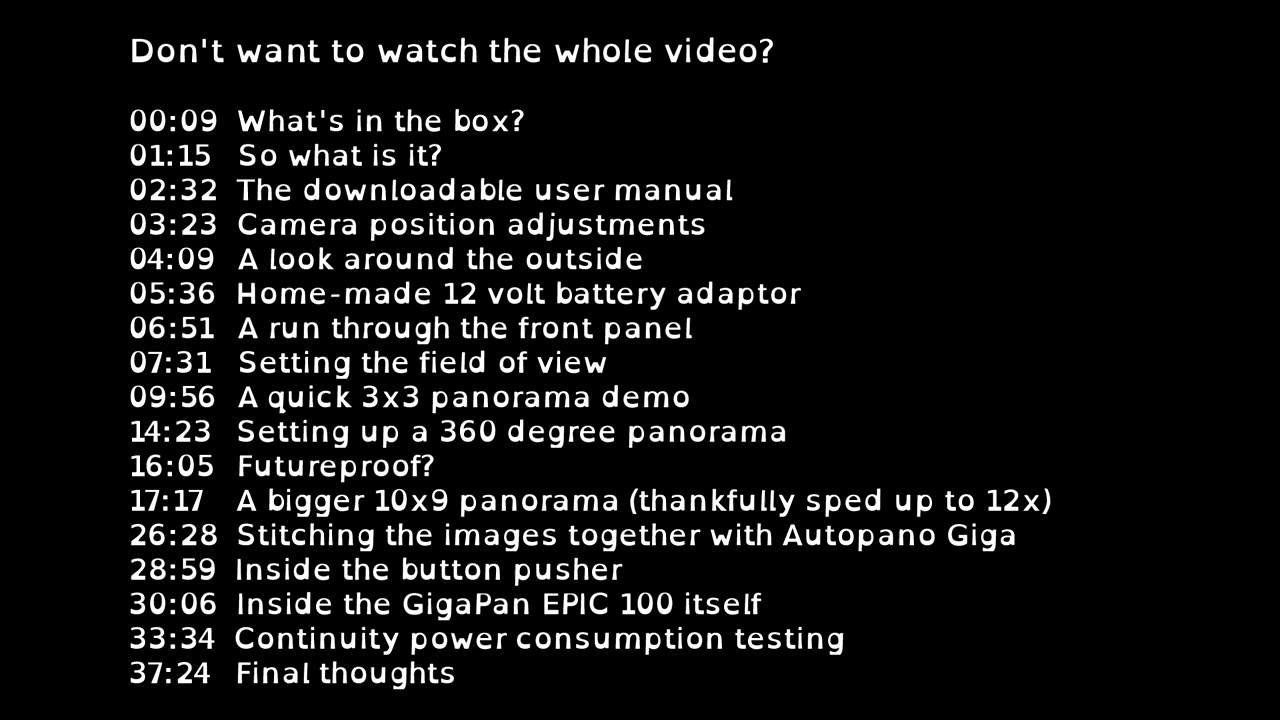 Don't want to watch the whole video?
00:09 What's in the box?
01:15 So what is it?
02:32 The downloadable user manual
03:23 Camera position adjustments
04:09 A look around the outside
05:36 Home-made 12 volt battery adaptor
06:51 A run through the front panel
07:31 Setting the field of view
09:56 A quick 3x3 panorama demo
14:23 Setting up a 360 degree panorama
16:05 Futureproof?
17:17 A bigger 10x9 panorama (thankfully sped up to 12x)
26:28 Stitching the images together with Autopano Giga
28:59 Inside the button pusher
30:06 Inside the GigaPan EPIC 100 itself
33:34 Continuity power consumption testing
37:24 Final thoughts